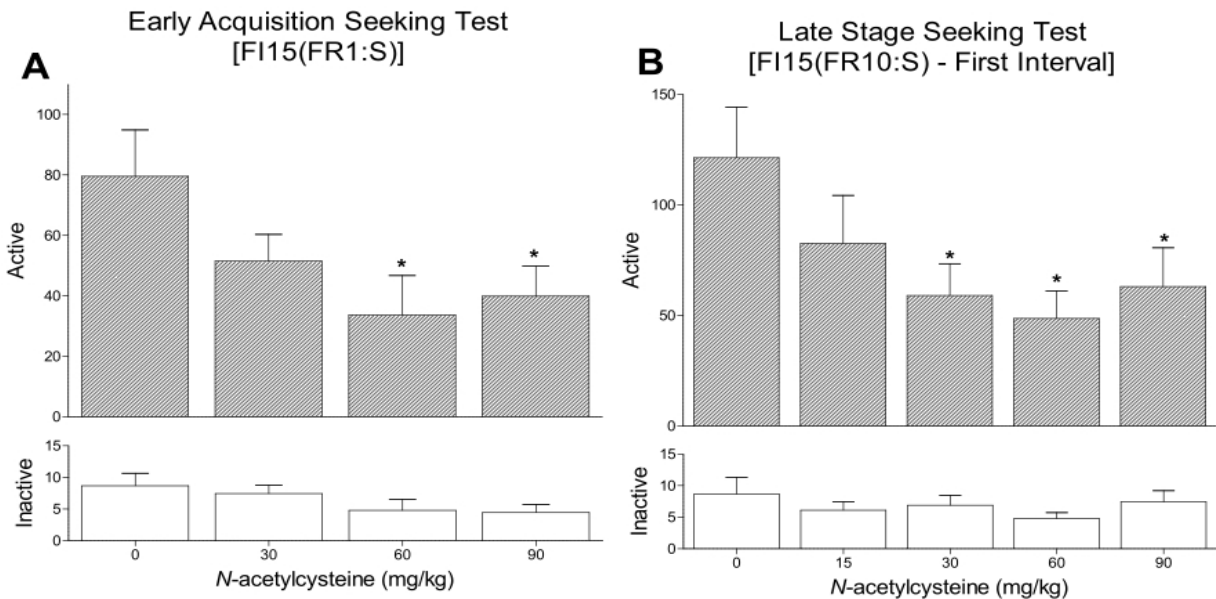 Early Acquisition Seeking Test
[FI15(FR1:S)]
A
100
80
60
40
20
0
Active
*
*
15
10
5
0
Inactive
0 30 60 90
N-acetylcysteine (mg/kg)
Late Stage Seeking Test
[FI15(FR10:S) - First Interval]
B
150
100
50
0
Active
*
*
*
15
10
5
0
Inactive
0 15 30 60 90
N-acetylcysteine (mg/kg)